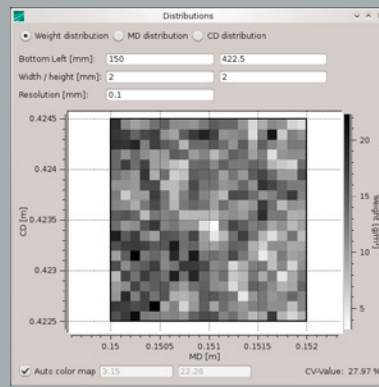 Distributions
Weight distribution MD distribution CD distribution
Bottom Left [mm]: 150 422.5
Width / height [mm]: 2 2
Resolution [mm]: 0.1
0.4245
0.424
0.4235
0.423
0.4225
CD [m]
0.15 0.1505 0.151 0.1515 0.152
MD [m]
20
15
10
5
Weight [g/m²]
Auto color map 3.15 22.26 CV-Value: 27.97 %